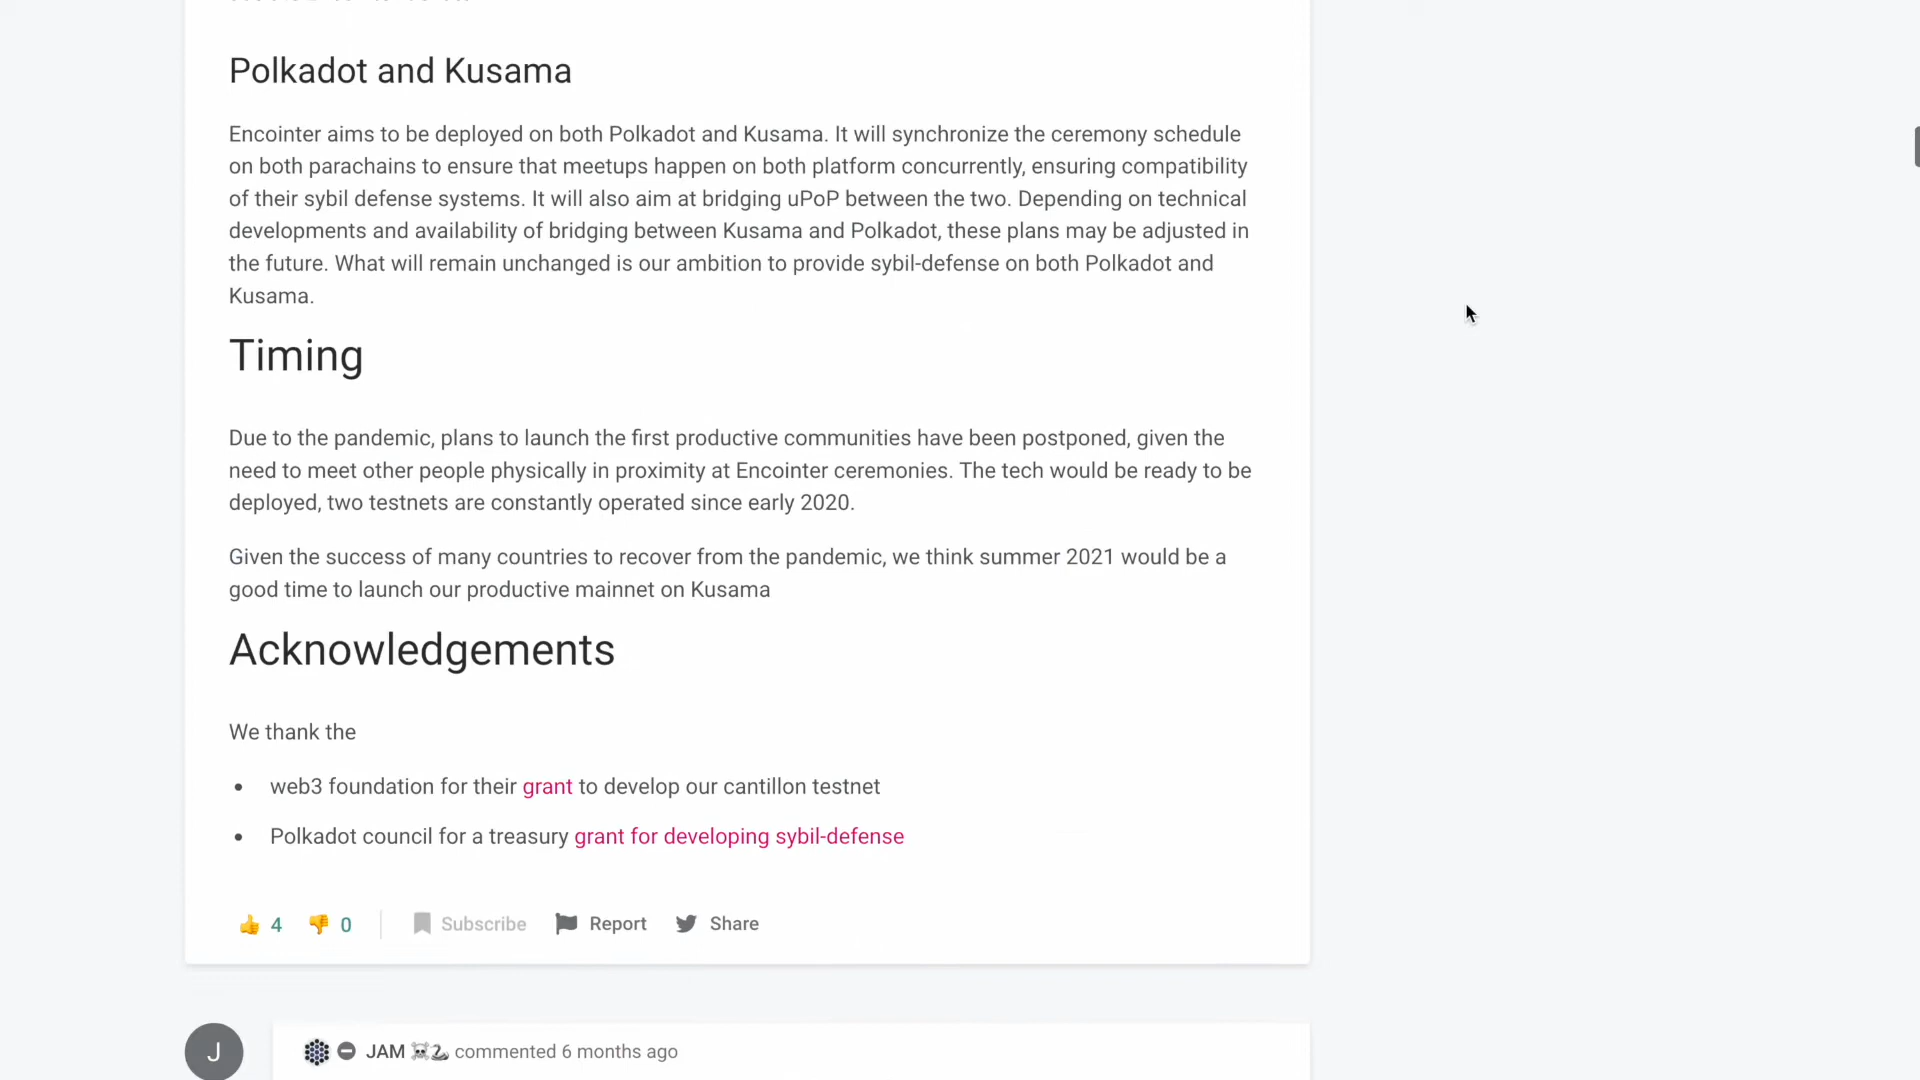 Polkadot and Kusama
Encointer aims to be deployed on both Polkadot and Kusama. It will synchronize the ceremony schedule
on both parachains to ensure that meetups happen on both platform concurrently, ensuring compatibility
of their sybil defense systems. It will also aim at bridging uPoP between the two. Depending on technical
developments and availability of bridging between Kusama and Polkadot, these plans may be adjusted in
the future. What will remain unchanged is our ambition to provide sybil-defense on both Polkadot and
Kusama.
Timing
Due to the pandemic, plans to launch the first productive communities have been postponed, given the
need to meet other people physically in proximity at Encointer ceremonies. The tech would be ready to be
deployed, two testnets are constantly operated since early 2020.
Given the success of many countries to recover from the pandemic, we think summer 2021 would be a
good time to launch our productive mainnet on Kusama
Acknowledgements
We thank the
• web3 foundation for their grant to develop our cantillon testnet
• Polkadot council for a treasury grant for developing sybil-defense
👍 4 👎 0 Subscribe Report Share
J JAM ☠️🦢 commented 6 months ago